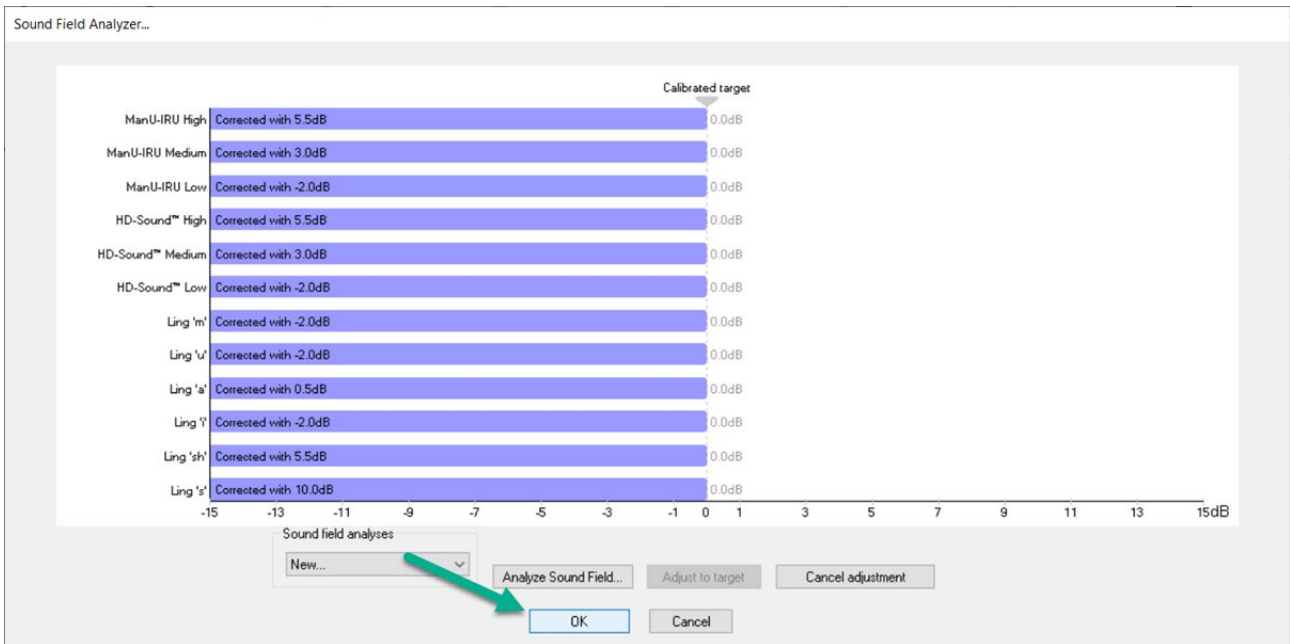 Sound Field Analyzer...
Calibrated target
ManU-IRU High Corrected with 5.5dB 0.0dB
ManU-IRU Medium Corrected with 3.0dB 0.0dB
ManU-IRU Low Corrected with -2.0dB 0.0dB
HD-Sound™ High Corrected with 5.5dB 0.0dB
HD-Sound™ Medium Corrected with 3.0dB 0.0dB
HD-Sound™ Low Corrected with -2.0dB 0.0dB
Ling 'm' Corrected with -2.0dB 0.0dB
Ling 'u' Corrected with -2.0dB 0.0dB
Ling 'a' Corrected with 0.5dB 0.0dB
Ling 'i' Corrected with -2.0dB 0.0dB
Ling 'sh' Corrected with 5.5dB 0.0dB
Ling 's' Corrected with 10.0dB 0.0dB
-15 -13 -11 -9 -7 -5 -3 -1 0 1 3 5 7 9 11 13 15dB
Sound field analyses
New...
Analyze Sound Field... Adjust to target Cancel adjustment
OK Cancel